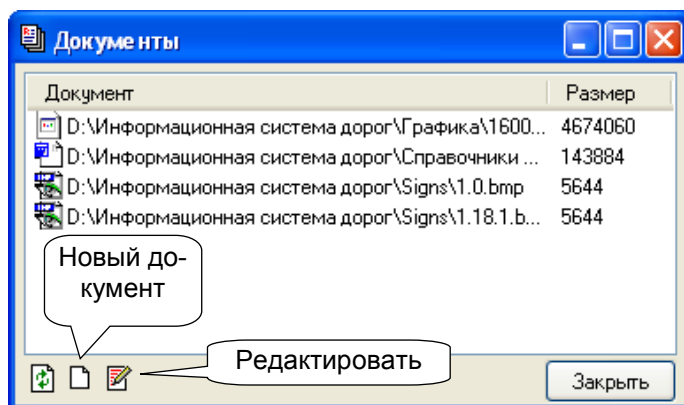 Документы
Документ Размер
D:\Информационная система дорог\Графика\1600... 4674060
D:\Информационная система дорог\Справочники ... 143884
D:\Информационная система дорог\Signs\1.0.bmp 5644
D:\Информационная система дорог\Signs\1.18.1.b... 5644
Новый до-
кумент
Редактировать
Закрыть